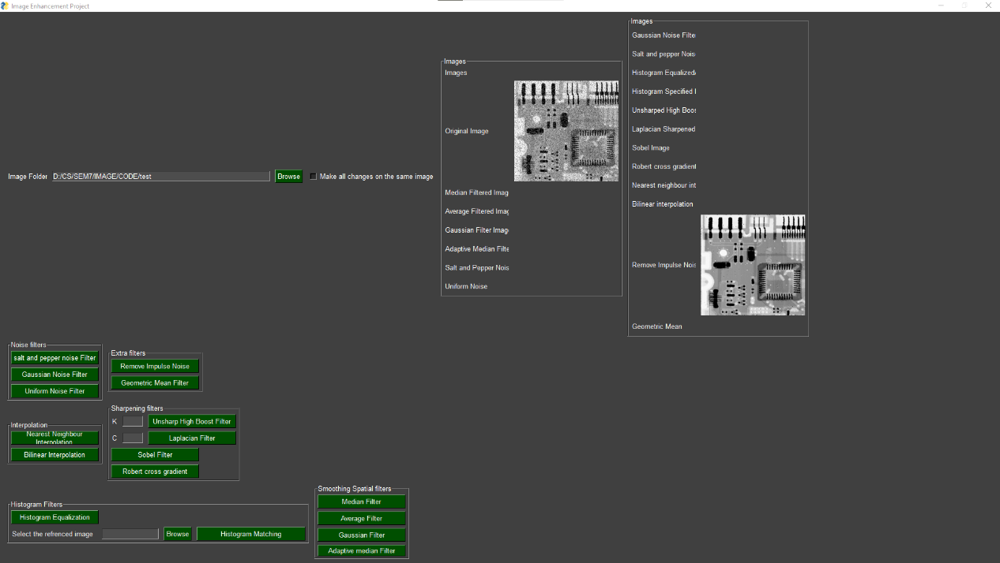 Image Enhancement Project
Image Folder D:/CS/SEM7/IMAGE/CODE/test Browse Make all changes on the same image
Images
Images
Original Image
Median Filtered Imag
Average Filtered Imag
Gaussian Filter Image
Adaptive Median Filte
Salt and Pepper Nois
Uniform Noise
Images
Gaussian Noise Filte
Salt and pepper Nois
Histogram Equalized
Histogram Specified I
Unsharped High Boos
Laplacian Sharpened
Sobel Image
Robert cross gradient
Nearest neighbour int
Bilinear interpolation
Remove Impulse Nois
Geometric Mean
Noise filters
salt and pepper noise Filter
Gaussian Noise Filter
Uniform Noise Filter
Extra filters
Remove Impulse Noise
Geometric Mean Filter
Interpolation
Nearest Neighbour
Interpolation
Bilinear Interpolation
Sharpening filters
K Unsharp High Boost Filter
C Laplacian Filter
Sobel Filter
Robert cross gradient
Histogram Filters
Histogram Equalization
Select the refrenced image Browse Histogram Matching
Smoothing Spatial filters
Median Filter
Average Filter
Gaussian Filter
Adaptive median Filter